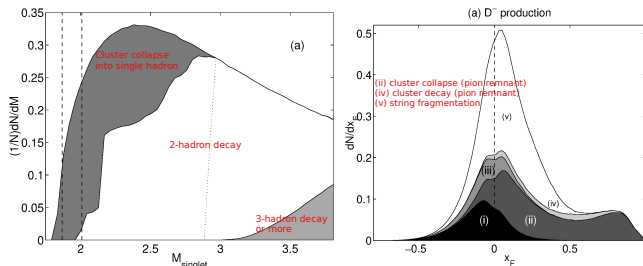 0.35
0.3
0.25
0.2
0.15
0.1
0.05
0
2
2.5
3
3.5
(1/N)dN/dM
M_singlet
(a)
Cluster collapse
into single hadron
2-hadron decay
3-hadron decay
or more
(a) D⁻ production
0.5
0.4
0.3
0.2
0.1
0
−0.5
0
0.5
dN/dx_F
x_F
(ii) cluster collapse (pion remnant)
(iv) cluster decay (pion remnant)
(v) string fragmentation
(v)
(iii)
(iv)
(i)
(ii)